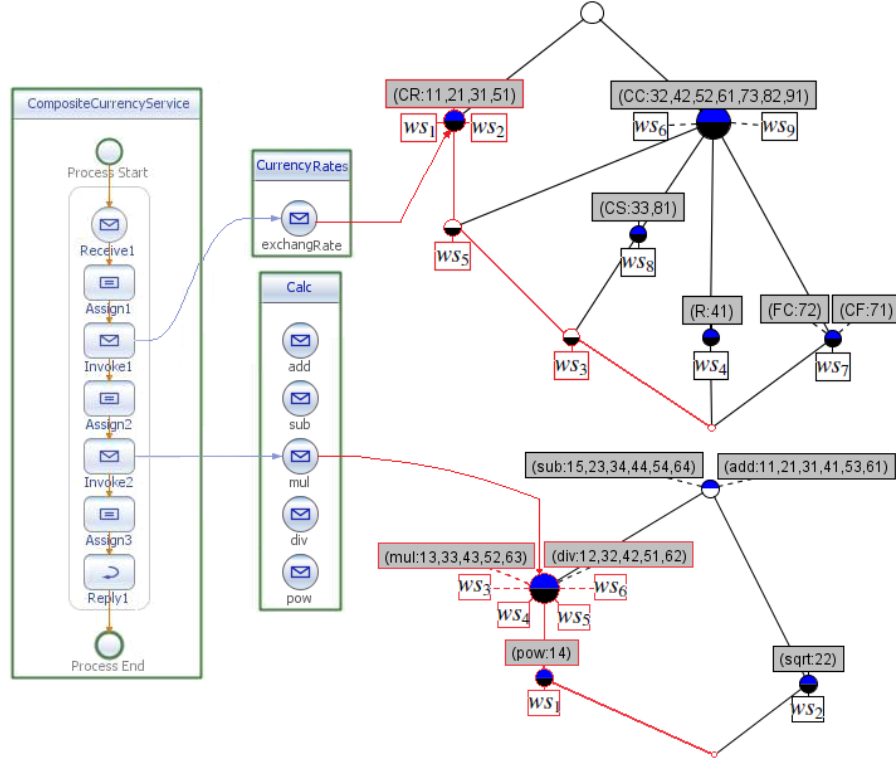 CompositeCurrencyService
Process Start
Receive1
Assign1
Invoke1
Assign2
Invoke2
Assign3
Reply1
Process End
CurrencyRates
exchangRate
Calc
add
sub
mul
div
pow
(CR:11,21,31,51)
ws1 ws2
(CC:32,42,52,61,73,82,91)
ws6 ws9
(CS:33,81)
ws5
ws8
(R:41)
(FC:72) (CF:71)
ws3
ws4
ws7
(sub:15,23,34,44,54,64) (add:11,21,31,41,53,61)
(mul:13,33,43,52,63) (div:12,32,42,51,62)
ws3 ws6
ws4 ws5
(pow:14)
(sqrt:22)
ws1
ws2